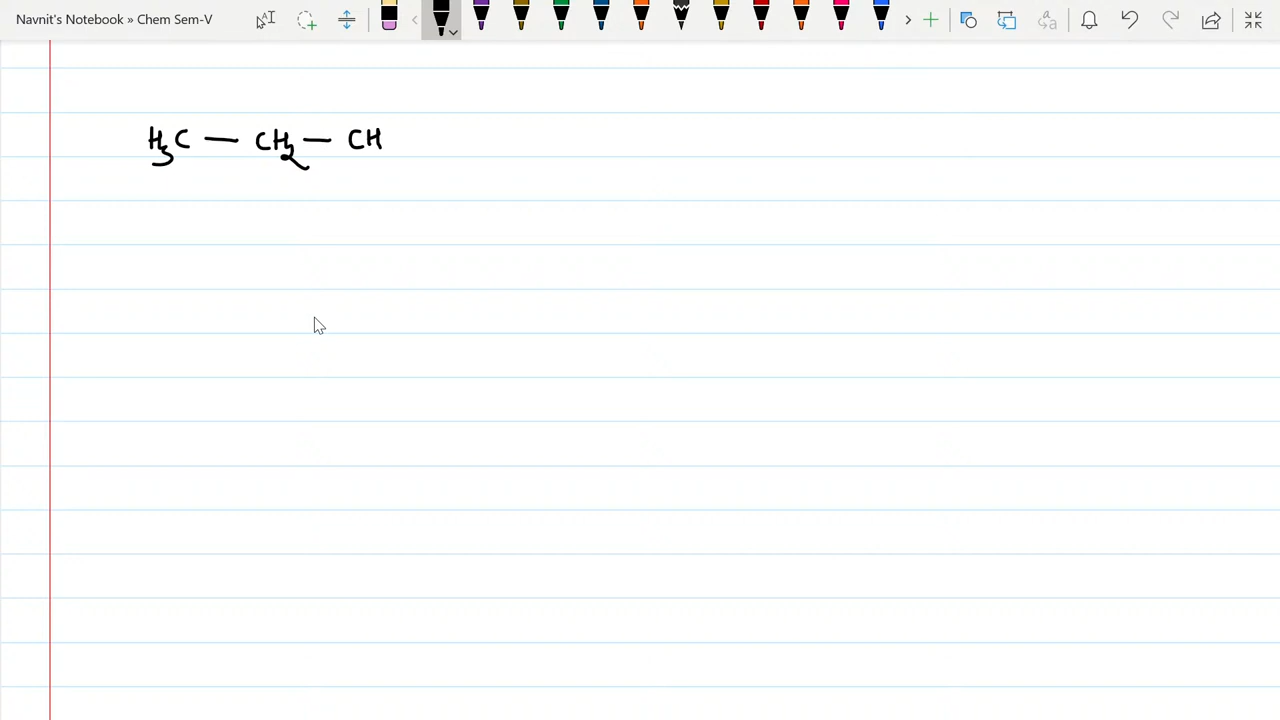 Navnit's Notebook » Chem Sem-V
H₃C — CH₂ — CH